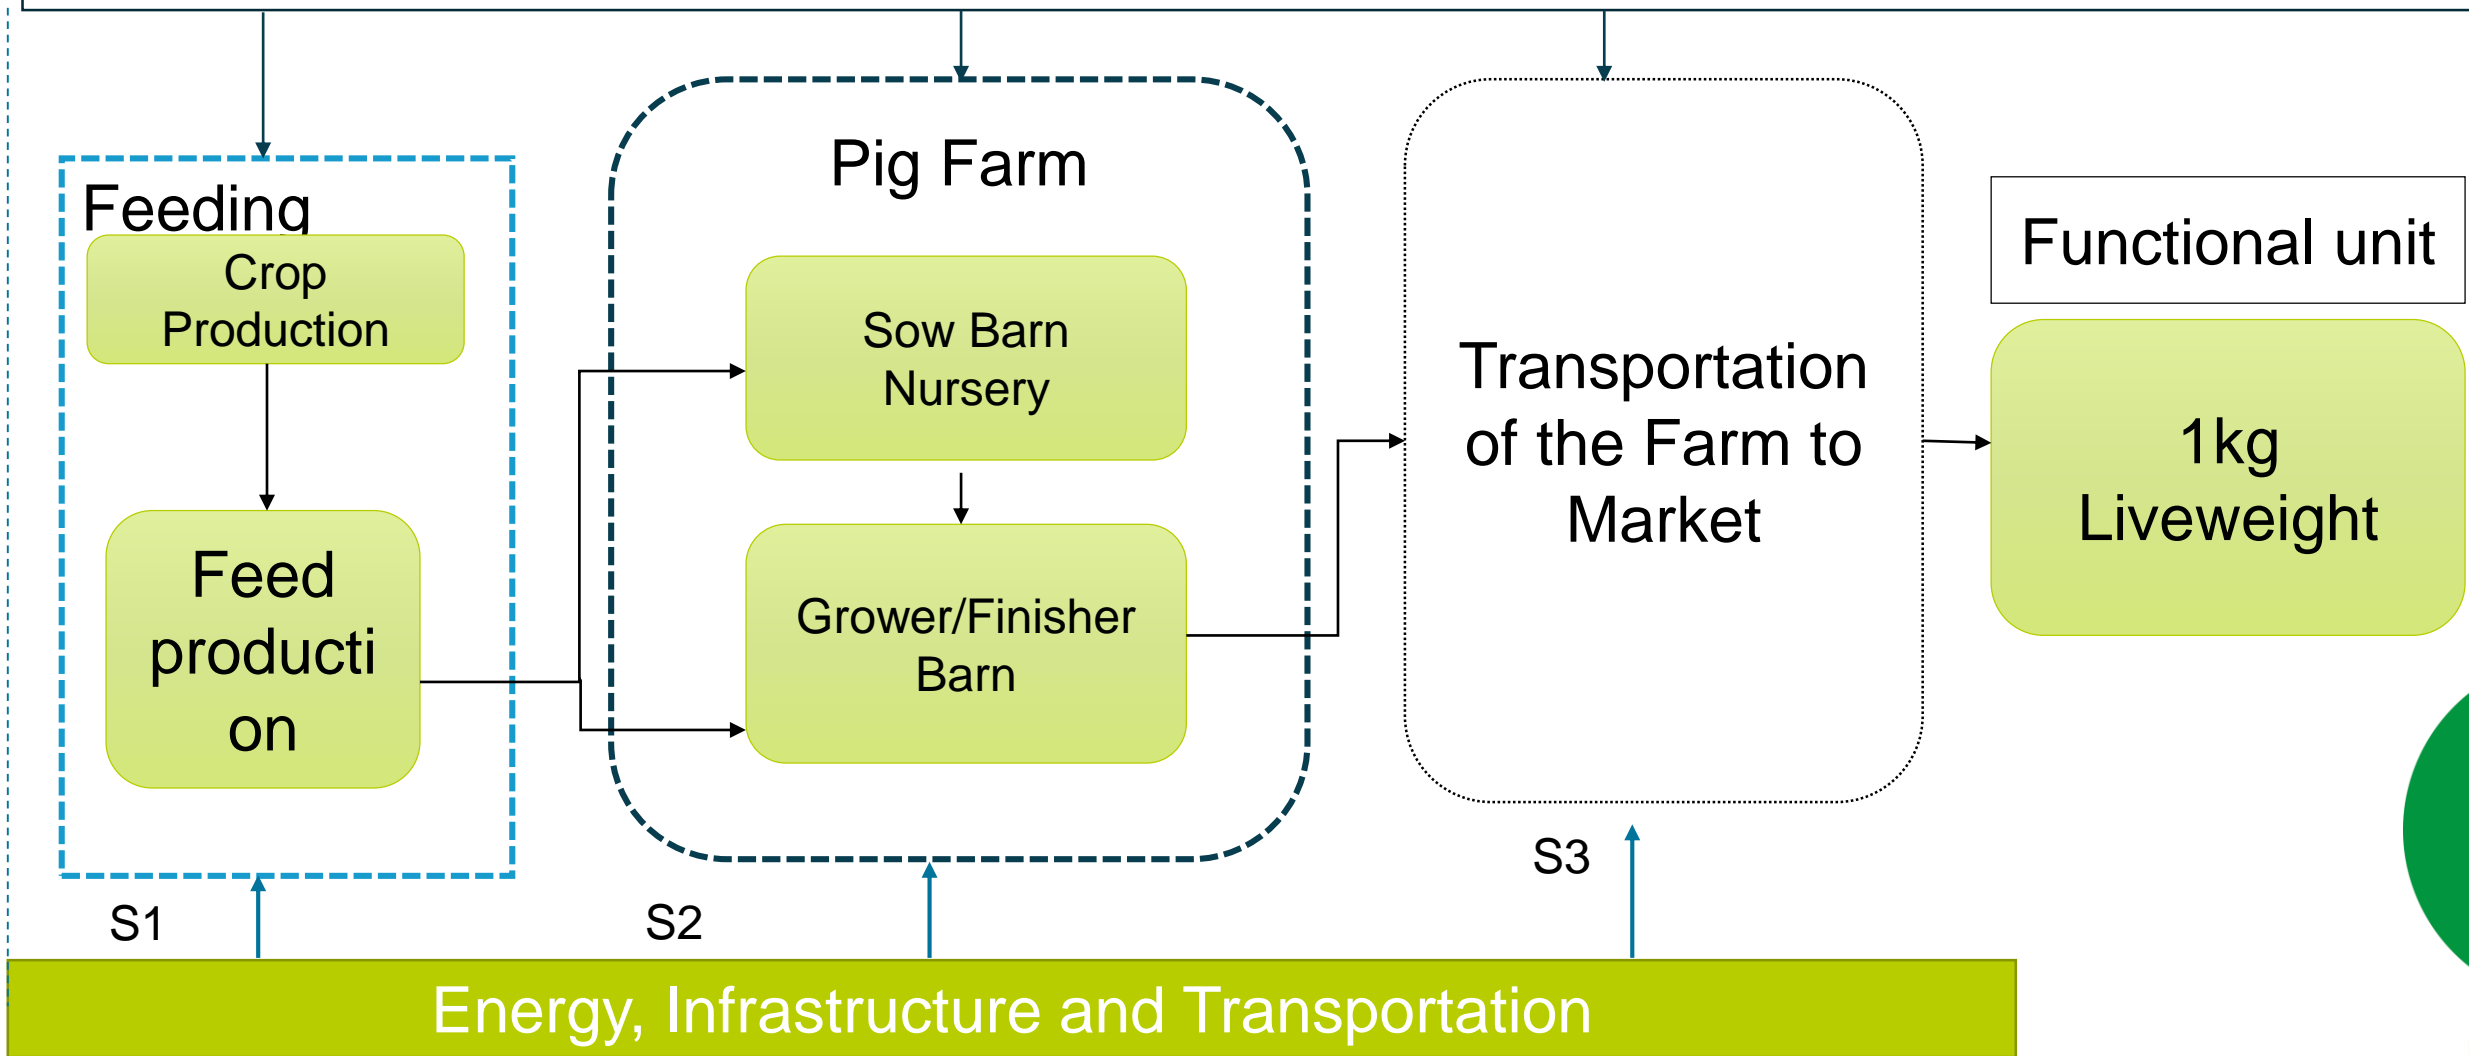 Feeding
Crop
Production
Feed
producti
on
Pig Farm
Sow Barn
Nursery
Grower/Finisher
Barn
Transportation
of the Farm to
Market
Functional unit
1kg
Liveweight
S1
S2
S3
Energy, Infrastructure and Transportation